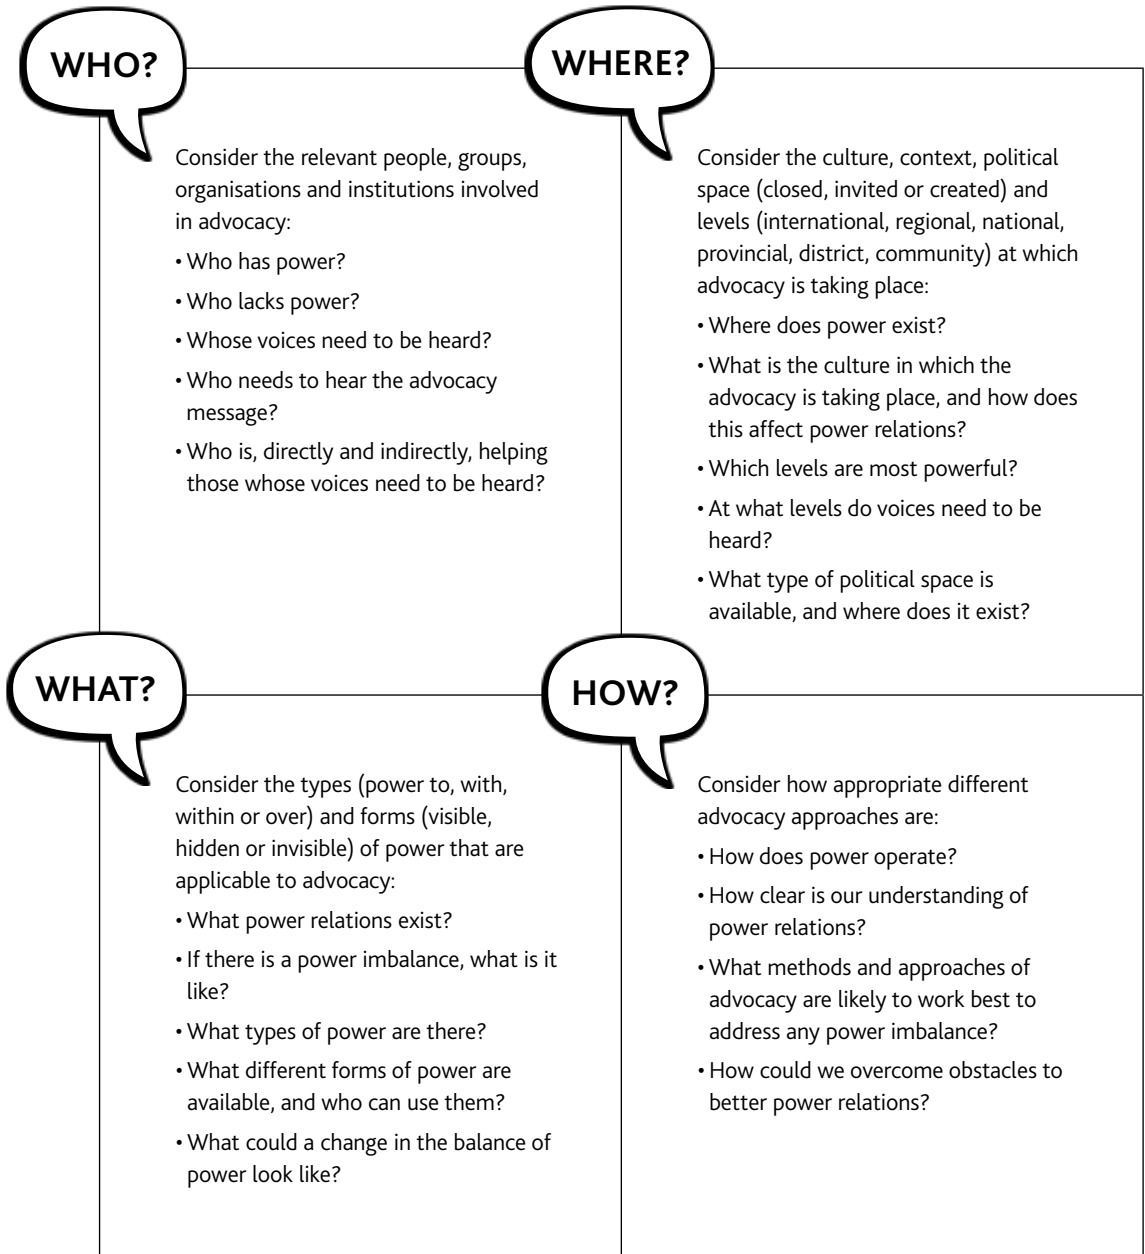 WHO?
Consider the relevant people, groups,
organisations and institutions involved
in advocacy:
• Who has power?
• Who lacks power?
• Whose voices need to be heard?
• Who needs to hear the advocacy
message?
• Who is, directly and indirectly, helping
those whose voices need to be heard?
WHERE?
Consider the culture, context, political
space (closed, invited or created) and
levels (international, regional, national,
provincial, district, community) at which
advocacy is taking place:
• Where does power exist?
• What is the culture in which the
advocacy is taking place, and how does
this affect power relations?
• Which levels are most powerful?
• At what levels do voices need to be
heard?
• What type of political space is
available, and where does it exist?
WHAT?
Consider the types (power to, with,
within or over) and forms (visible,
hidden or invisible) of power that are
applicable to advocacy:
• What power relations exist?
• If there is a power imbalance, what is it
like?
• What types of power are there?
• What different forms of power are
available, and who can use them?
• What could a change in the balance of
power look like?
HOW?
Consider how appropriate different
advocacy approaches are:
• How does power operate?
• How clear is our understanding of
power relations?
• What methods and approaches of
advocacy are likely to work best to
address any power imbalance?
• How could we overcome obstacles to
better power relations?